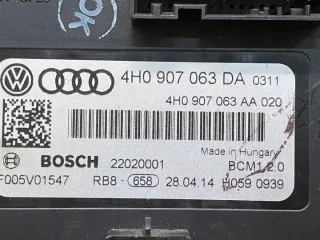 OK
4H0 907 063 DA 0311
4H0 907 063 AA 020
Made in Hungary
BOSCH 22020001 BCM1 2.0
F005V01547 RB8- 658 28.04.14 H059 0939